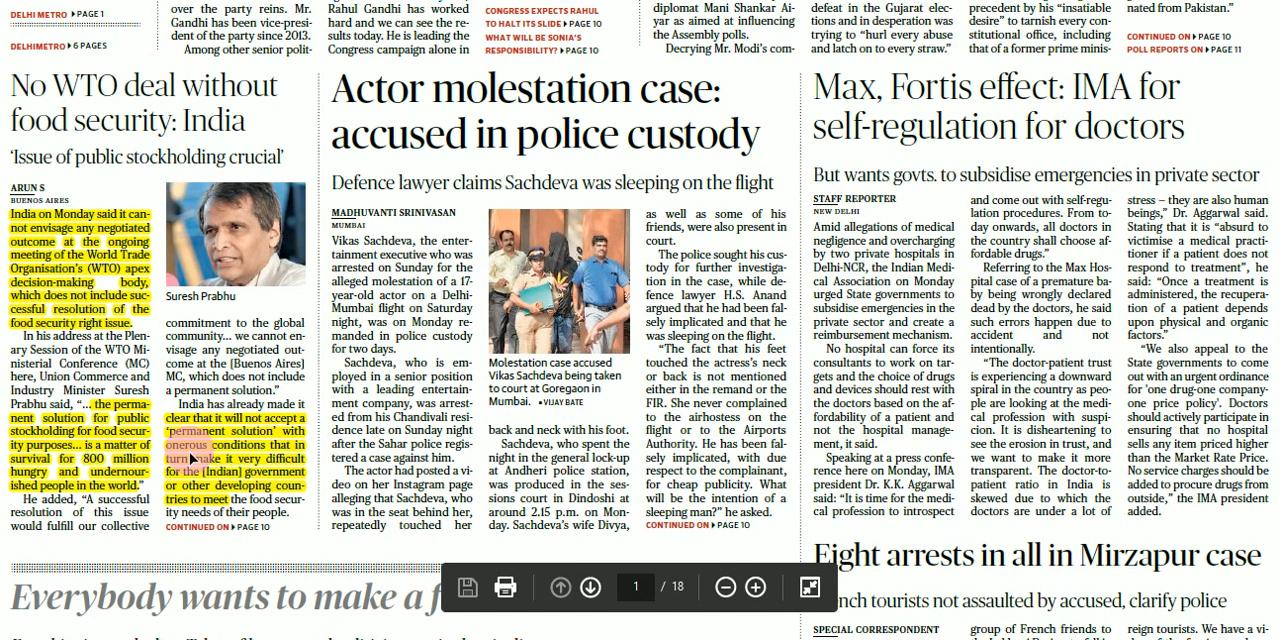 DELHI METRO PAGE 1
DELHIMETRO 6 PAGES
over the party reins. Mr.
Gandhi has been vice-presi-
dent of the party since 2013.
Among other senior polit-
Rahul Gandhi has worked
hard and we can see the re-
sults today. He is leading the
Congress campaign alone in
CONGRESS EXPECTS RAHUL
TO HALT ITS SLIDE PAGE 10
WHAT WILL BE SONIA'S
RESPONSIBILITY? PAGE 10
diplomat Mani Shankar Ai-
yar as aimed at influencing
the Assembly polls.
Decrying Mr. Modi's com-
defeat in the Gujarat elec-
tions and in desperation was
trying to “hurl every abuse
and latch on to every straw.”
precedent by his “insatiable
desire” to tarnish every con-
stitutional office, including
that of a former prime minis-
nated from Pakistan.”
CONTINUED ON PAGE 10
POLL REPORTS ON PAGE 11
No WTO deal without
food security: India
‘Issue of public stockholding crucial’
ARUN S
BUENOS AIRES
India on Monday said it can-
not envisage any negotiated
outcome at the ongoing
meeting of the World Trade
Organisation's (WTO) apex
decision-making body,
which does not include suc-
cessful resolution of the
food security right issue.
In his address at the Plen-
ary Session of the WTO Mi-
nisterial Conference (MC)
here, Union Commerce and
Industry Minister Suresh
Prabhu said, “... the perma-
nent solution for public
stockholding for food secur-
ity purposes... is a matter of
survival for 800 million
hungry and undernour-
ished people in the world.”
He added, “A successful
resolution of this issue
would fulfill our collective
Suresh Prabhu
commitment to the global
community... we cannot en-
visage any negotiated out-
come at the [Buenos Aires]
MC, which does not include
a permanent solution.”
India has already made it
clear that it will not accept a
‘permanent solution’ with
onerous conditions that in
turn make it very difficult
for the [Indian] government
or other developing coun-
tries to meet the food secur-
ity needs of their people.
CONTINUED ON PAGE 10
Actor molestation case:
accused in police custody
Defence lawyer claims Sachdeva was sleeping on the flight
MADHUVANTI SRINIVASAN
MUMBAI
Vikas Sachdeva, the enter-
tainment executive who was
arrested on Sunday for the
alleged molestation of a 17-
year-old actor on a Delhi-
Mumbai flight on Saturday
night, was on Monday re-
manded in police custody
for two days.
Sachdeva, who is em-
ployed in a senior position
with a leading entertain-
ment company, was arrest-
ed from his Chandivali resi-
dence late on Sunday night
after the Sahar police regis-
tered a case against him.
The actor had posted a vi-
deo on her Instagram page
alleging that Sachdeva, who
was in the seat behind her,
repeatedly touched her
Molestation case accused
Vikas Sachdeva being taken
to court at Goregaon in
Mumbai. VIJAY BATE
back and neck with his foot.
Sachdeva, who spent the
night in the general lock-up
at Andheri police station,
was produced in the ses-
sions court in Dindoshi at
around 2.15 p.m. on Mon-
day. Sachdeva's wife Divya,
as well as some of his
friends, were also present in
court.
The police sought his cus-
tody for further investiga-
tion in the case, while de-
fence lawyer H.S. Anand
argued that he had been fal-
sely implicated and that he
was sleeping on the flight.
“The fact that his feet
touched the actress's neck
or back is not mentioned
either in the remand or the
FIR. She never complained
to the airhostess on the
flight or to the Airports
Authority. He has been fal-
sely implicated, with due
respect to the complainant,
for cheap publicity. What
will be the intention of a
sleeping man?” he asked.
CONTINUED ON PAGE 10
Max, Fortis effect: IMA for
self-regulation for doctors
But wants govts. to subsidise emergencies in private sector
STAFF REPORTER
NEW DELHI
Amid allegations of medical
negligence and overcharging
by two private hospitals in
Delhi-NCR, the Indian Medi-
cal Association on Monday
urged State governments to
subsidise emergencies in the
private sector and create a
reimbursement mechanism.
No hospital can force its
consultants to work on tar-
gets and the choice of drugs
and devices should rest with
the doctors based on the af-
fordability of a patient and
not the hospital manage-
ment, it said.
Speaking at a press confe-
rence here on Monday, IMA
president Dr. K.K. Aggarwal
said: “It is time for the medi-
cal profession to introspect
and come out with self-regu-
lation procedures. From to-
day onwards, all doctors in
the country shall choose af-
fordable drugs.”
Referring to the Max Hos-
pital case of a premature ba-
by being wrongly declared
dead by the doctors, he said
such errors happen due to
accident and not
intentionally.
“The doctor-patient trust
is experiencing a downward
spiral in the country as peo-
ple are looking at the medi-
cal profession with suspi-
cion. It is disheartening to
see the erosion in trust, and
we want to make it more
transparent. The doctor-to-
patient ratio in India is
skewed due to which the
doctors are under a lot of
stress – they are also human
beings,” Dr. Aggarwal said.
Stating that it is “absurd to
victimise a medical practi-
tioner if a patient does not
respond to treatment”, he
said: “Once a treatment is
administered, the recupera-
tion of a patient depends
upon physical and organic
factors.”
“We also appeal to the
State governments to come
out with an urgent ordinance
for ‘one drug-one company-
one price policy’. Doctors
should actively participate in
ensuring that no hospital
sells any item priced higher
than the Market Rate Price.
No service charges should be
added to procure drugs from
outside,” the IMA president
added.
Everybody wants to make a f
1 / 18
Eight arrests in all in Mirzapur case
nch tourists not assaulted by accused, clarify police
SPECIAL CORRESPONDENT
group of French friends to
reign tourists. We have a vi-